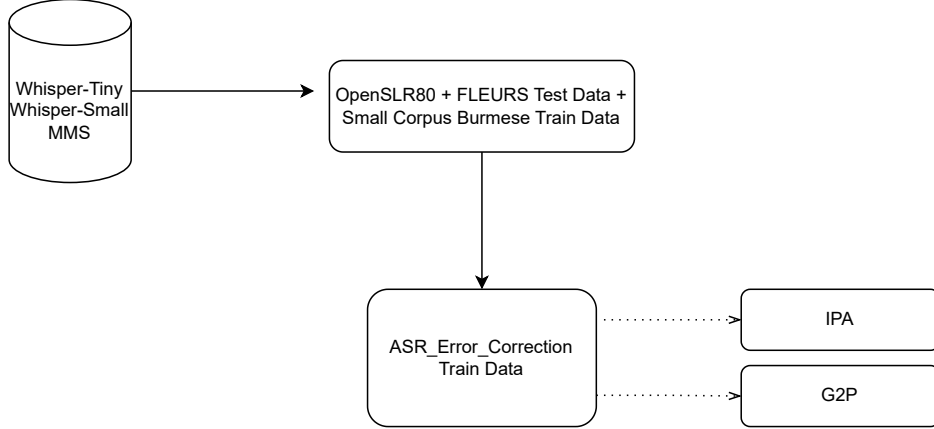 Whisper-Tiny
Whisper-Small
MMS
OpenSLR80 + FLEURS Test Data +
Small Corpus Burmese Train Data
ASR_Error_Correction
Train Data
IPA
G2P